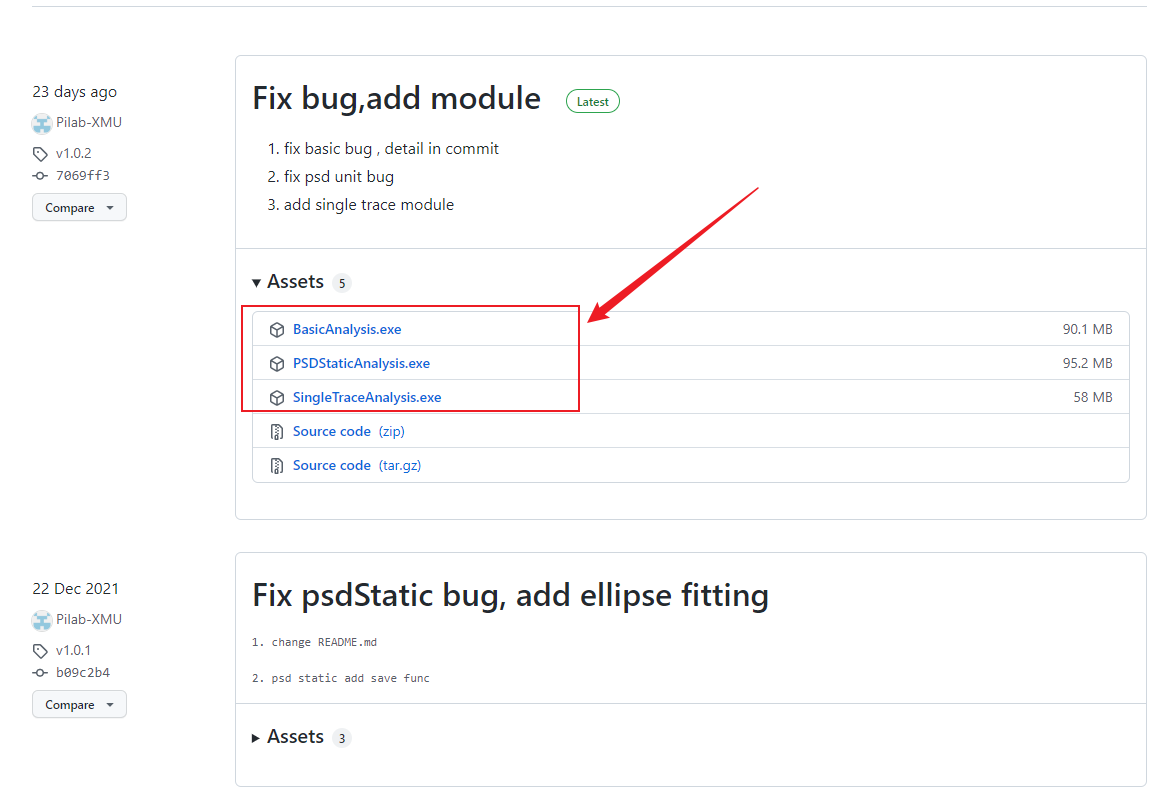 23 days ago
Pilab-XMU
v1.0.2
7069ff3
Compare
Fix bug,add module
Latest
1. fix basic bug , detail in commit
2. fix psd unit bug
3. add single trace module
Assets 5
BasicAnalysis.exe 90.1 MB
PSDStaticAnalysis.exe 95.2 MB
SingleTraceAnalysis.exe 58 MB
Source code (zip)
Source code (tar.gz)
22 Dec 2021
Pilab-XMU
v1.0.1
b09c2b4
Compare
Fix psdStatic bug, add ellipse fitting
1. change README.md
2. psd static add save func
Assets 3